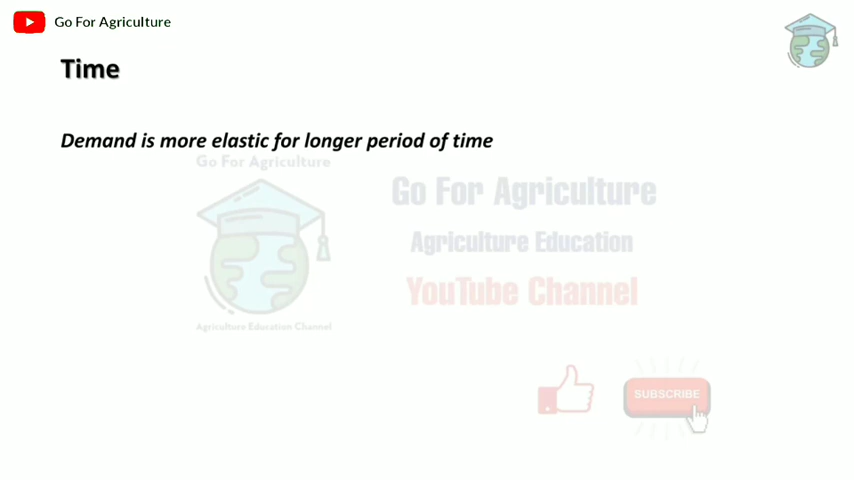 Go For Agriculture
Time
Demand is more elastic for longer period of time
Go For Agriculture
Go For Agriculture
Agriculture Education
YouTube Channel
Agriculture Education Channel
SUBSCRIBE